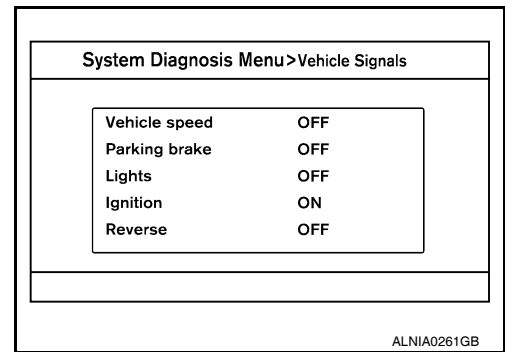 System Diagnosis Menu>Vehicle Signals
Vehicle speed OFF
Parking brake OFF
Lights OFF
Ignition ON
Reverse OFF
ALNIA0261GB